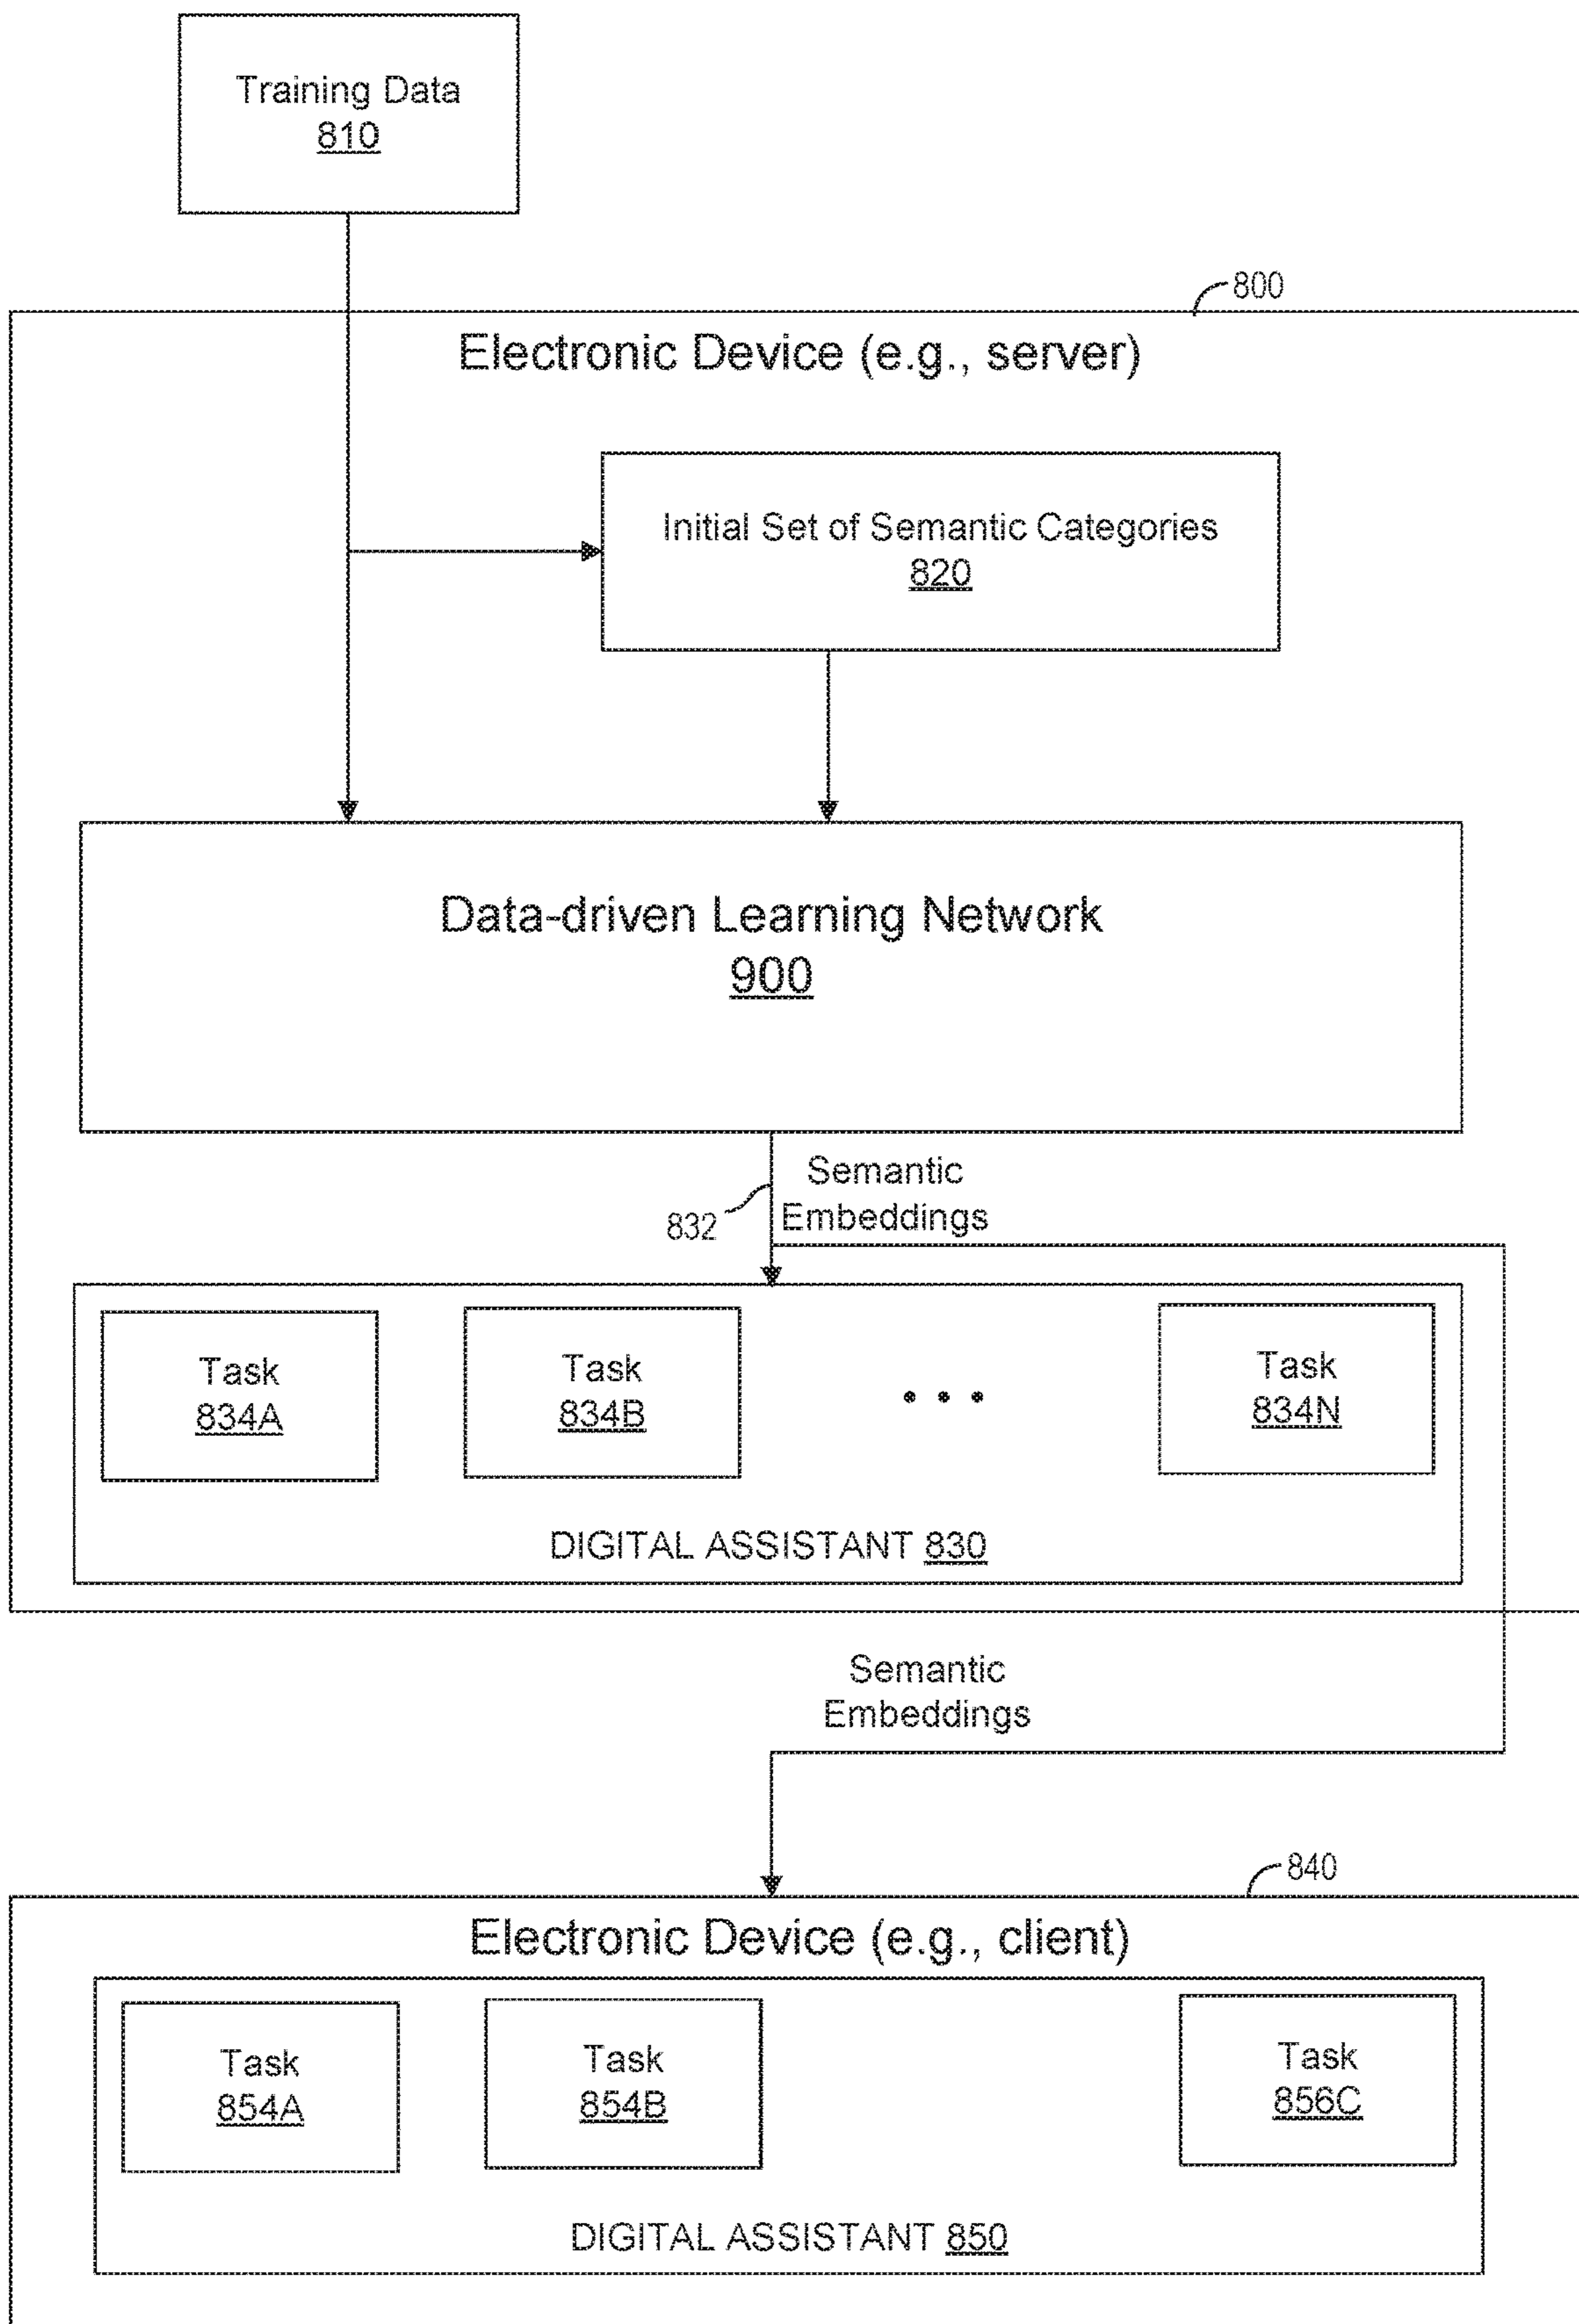 Training Data
810
800
Electronic Device (e.g., server)
Initial Set of Semantic Categories
820
Data-driven Learning Network
900
Semantic
Embeddings
832
Task
834A
Task
834B
Task
834N
DIGITAL ASSISTANT 830
Semantic
Embeddings
840
Electronic Device (e.g., client)
Task
854A
Task
854B
Task
856C
DIGITAL ASSISTANT 850